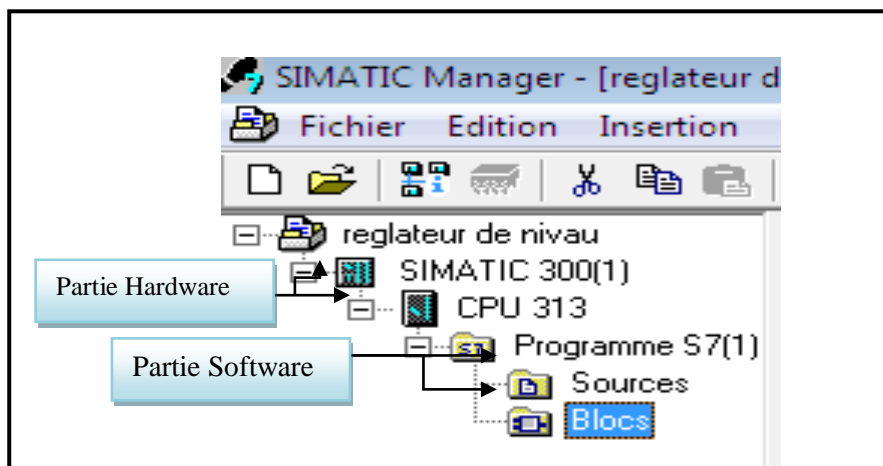 SIMATIC Manager - [reglateur d
Fichier Edition Insertion
reglateur de nivau
Partie Hardware
SIMATIC 300(1)
CPU 313
Partie Software
Programme S7(1)
Sources
Blocs